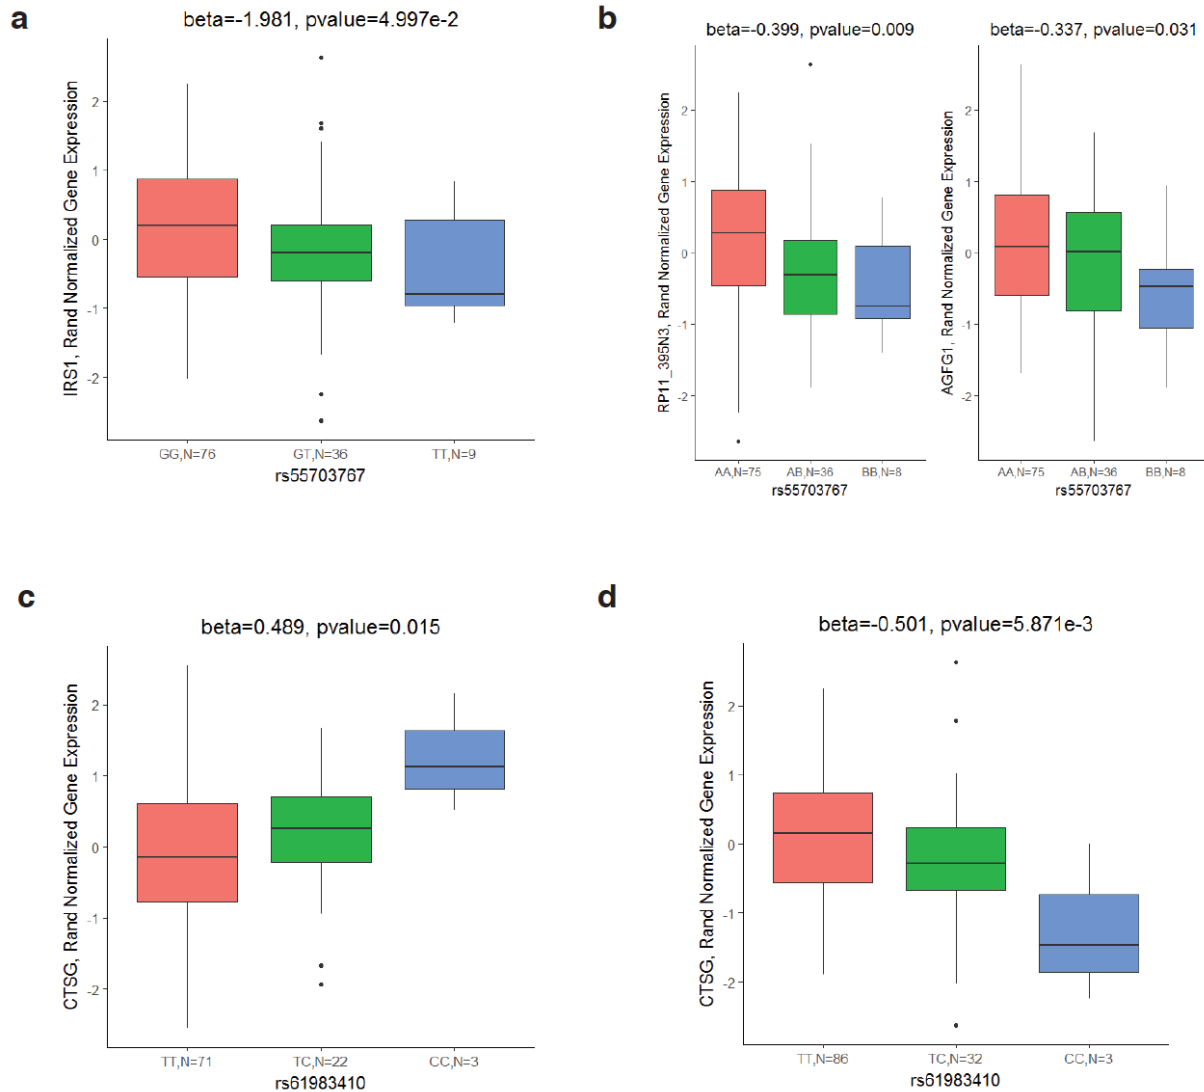 a
beta=-1.981, pvalue=4.997e-2
IRS1, Rand Normalized Gene Expression
2
1
0
-1
-2
GG,N=76 GT,N=36 TT,N=9
rs55703767
b
beta=-0.399, pvalue=0.009
RP11_395N3, Rand Normalized Gene Expression
2
1
0
-1
-2
AA,N=75 AB,N=36 BB,N=8
rs55703767
beta=-0.337, pvalue=0.031
AGFG1, Rand Normalized Gene Expression
2
1
0
-1
-2
AA,N=75 AB,N=36 BB,N=8
rs55703767
c
beta=0.489, pvalue=0.015
CTSG, Rand Normalized Gene Expression
2
1
0
-1
-2
TT,N=71 TC,N=22 CC,N=3
rs61983410
d
beta=-0.501, pvalue=5.871e-3
CTSG, Rand Normalized Gene Expression
2
1
0
-1
-2
TT,N=86 TC,N=32 CC,N=3
rs61983410